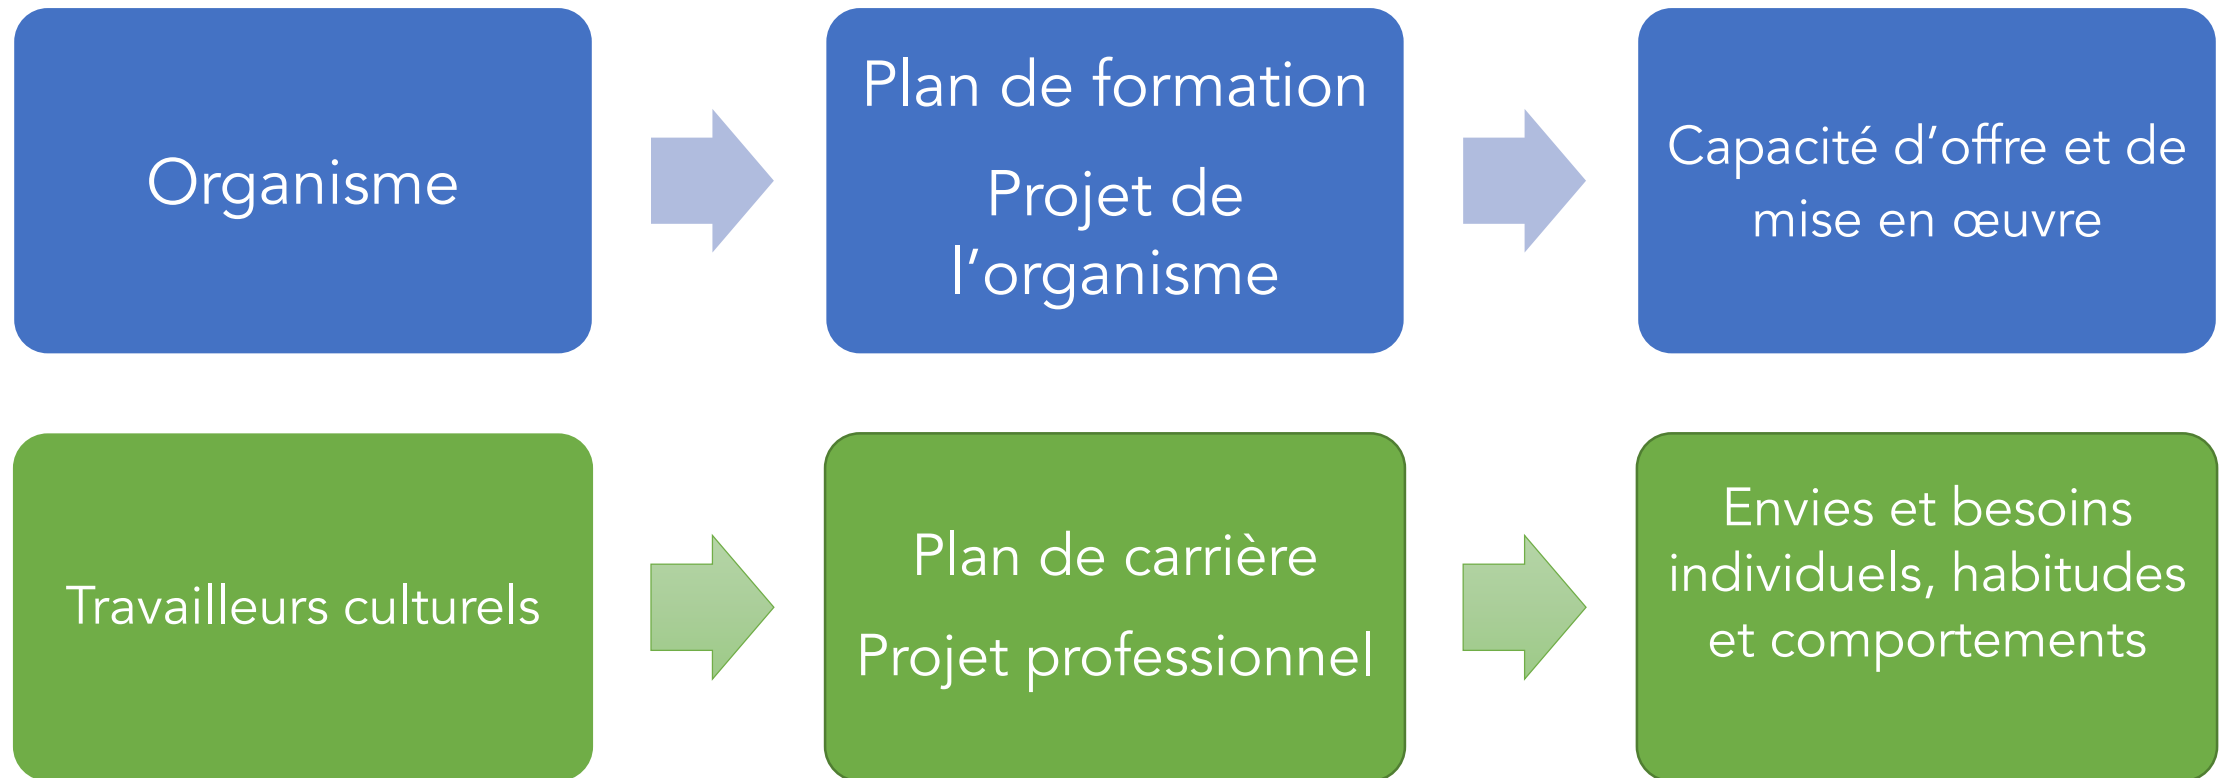 Organisme
Plan de formation
Projet de
l’organisme
Capacité d’offre et de
mise en œuvre
Travailleurs culturels
Plan de carrière
Projet professionnel
Envies et besoins
individuels, habitudes
et comportements